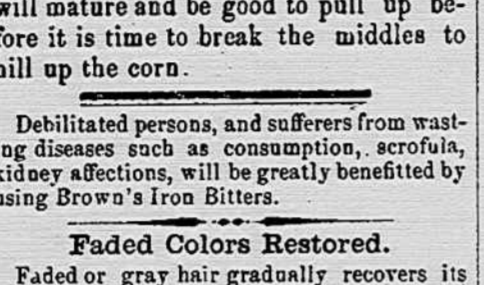 will mature and be good to pull up be-
fore it is time to break the middles to
hill up the corn.
Debilitated persons, and sufferers from wast-
ing diseases such as consumption,. scrofula,
kidney affections, will be greatly benefitted by
using Brown's Iron Bitters.
Faded Colors Restored.
Faded or gray hair gradually recovers its